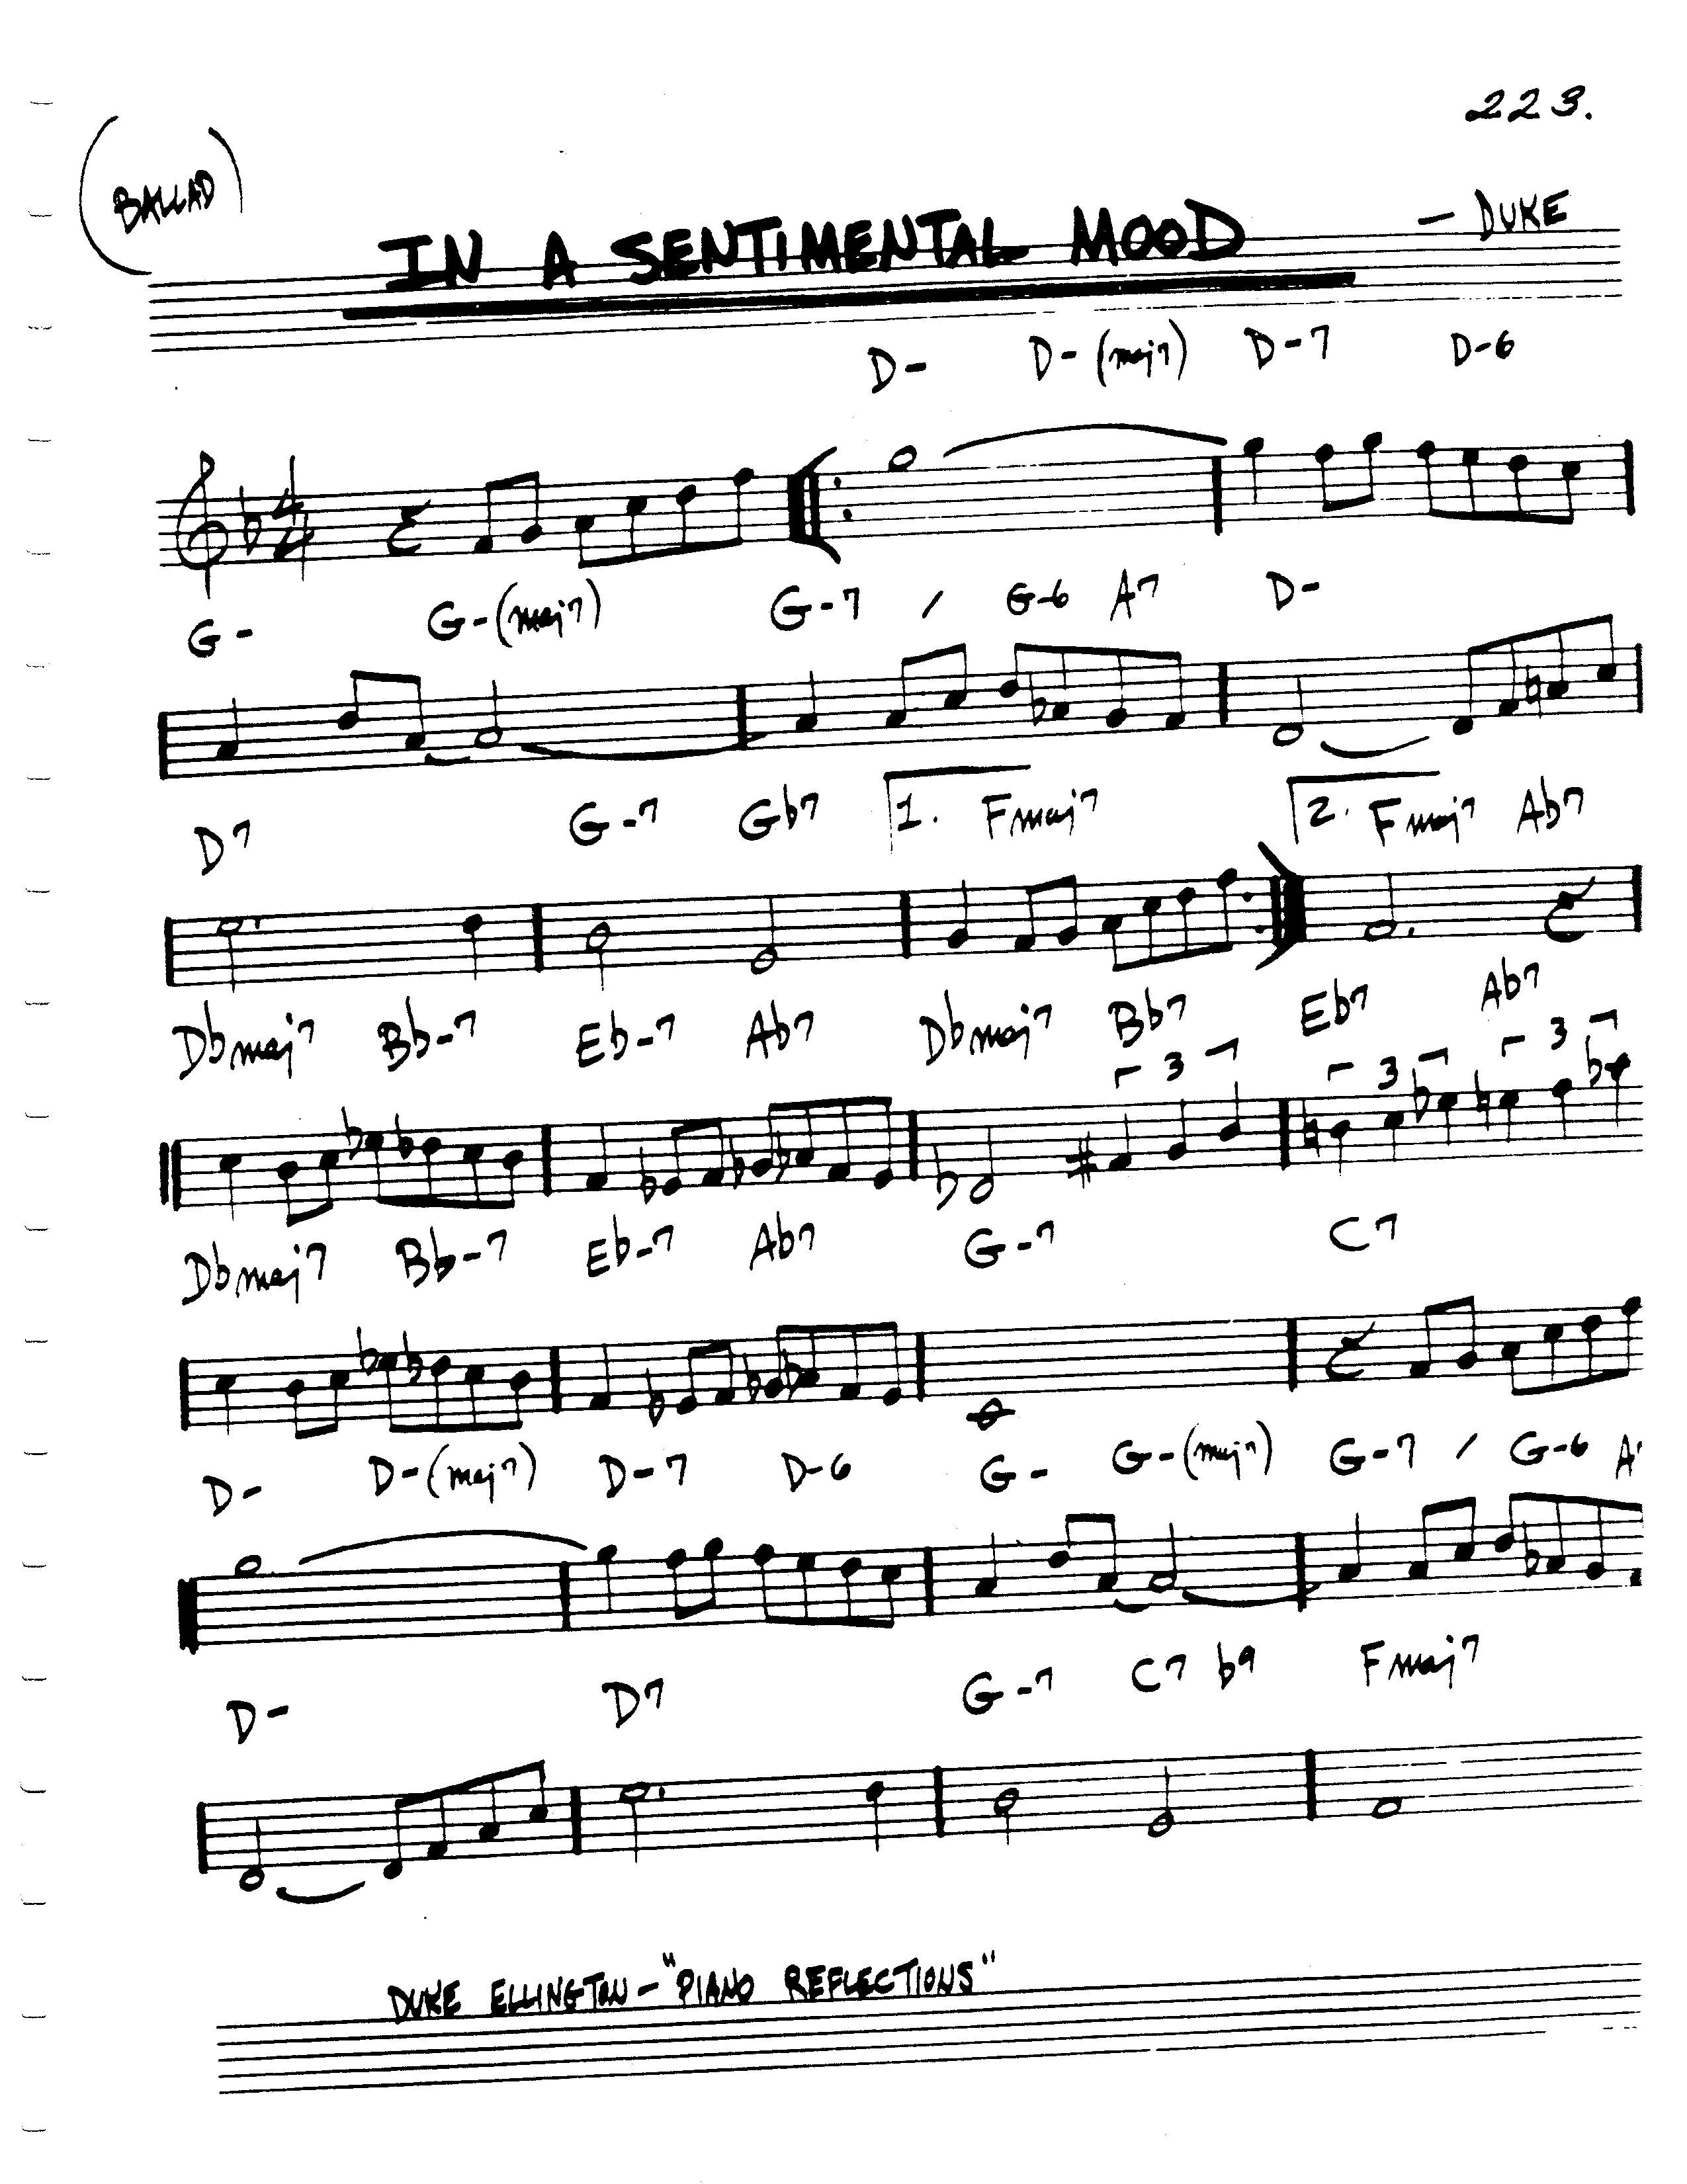 223.
(BALLAD)
IN A SENTIMENTAL MOOD
— DUKE
D- D-(maj7) D-7 D-6
4
4
G- G-(maj7) G-7 / G-6 A7 D-
D7 G-7 Gb7 1. Fmaj7 2. Fmaj7 Ab7
Dbmaj7 Bb-7 Eb-7 Ab7 Dbmaj7 Bb7 Eb7 Ab7
3 3 3
Dbmaj7 Bb-7 Eb-7 Ab7 G-7 C7
D- D-(maj7) D-7 D-6 G- G-(maj7) G-7 / G-6
D- D7 G-7 C7 b9 Fmaj7
DUKE ELLINGTON - "PIANO REFLECTIONS"